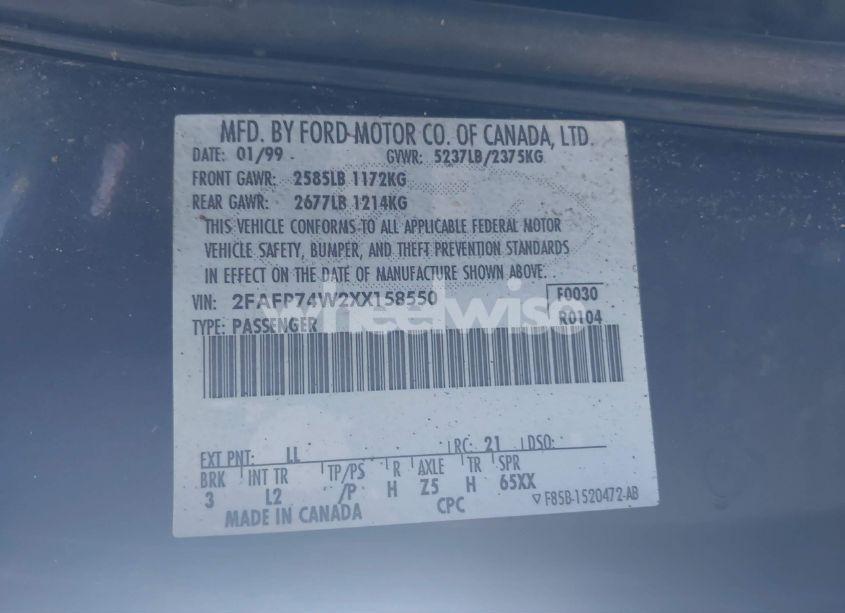 MFD. BY FORD MOTOR CO. OF CANADA, LTD.
DATE: 01/99 GVWR: 5237LB/2375KG
FRONT GAWR: 2585LB 1172KG
REAR GAWR: 2677LB 1214KG
THIS VEHICLE CONFORMS TO ALL APPLICABLE FEDERAL MOTOR
VEHICLE SAFETY, BUMPER, AND THEFT PREVENTION STANDARDS
IN EFFECT ON THE DATE OF MANUFACTURE SHOWN ABOVE.
VIN: 2FAFP74W2XX158550 F0030
TYPE: PASSENGER R0104
wheelwise
EXT PNT: LL RC: 21 DSO:
BRK INT TR TP/PS R AXLE TR SPR
3 L2 /P H Z5 H 65XX
MADE IN CANADA CPC ▽ F85B-1520472-AB